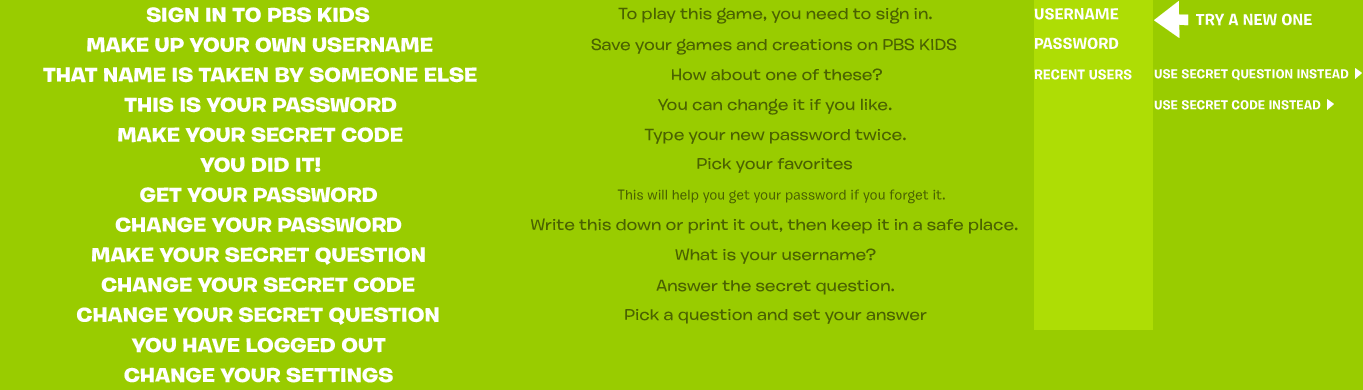 SIGN IN TO PBS KIDS
MAKE UP YOUR OWN USERNAME
THAT NAME IS TAKEN BY SOMEONE ELSE
THIS IS YOUR PASSWORD
MAKE YOUR SECRET CODE
YOU DID IT!
GET YOUR PASSWORD
CHANGE YOUR PASSWORD
MAKE YOUR SECRET QUESTION
CHANGE YOUR SECRET CODE
CHANGE YOUR SECRET QUESTION
YOU HAVE LOGGED OUT
CHANGE YOUR SETTINGS
To play this game, you need to sign in.
Save your games and creations on PBS KIDS
How about one of these?
You can change it if you like.
Type your new password twice.
Pick your favorites
This will help you get your password if you forget it.
Write this down or print it out, then keep it in a safe place.
What is your username?
Answer the secret question.
Pick a question and set your answer
USERNAME
PASSWORD
RECENT USERS
TRY A NEW ONE
USE SECRET QUESTION INSTEAD
USE SECRET CODE INSTEAD